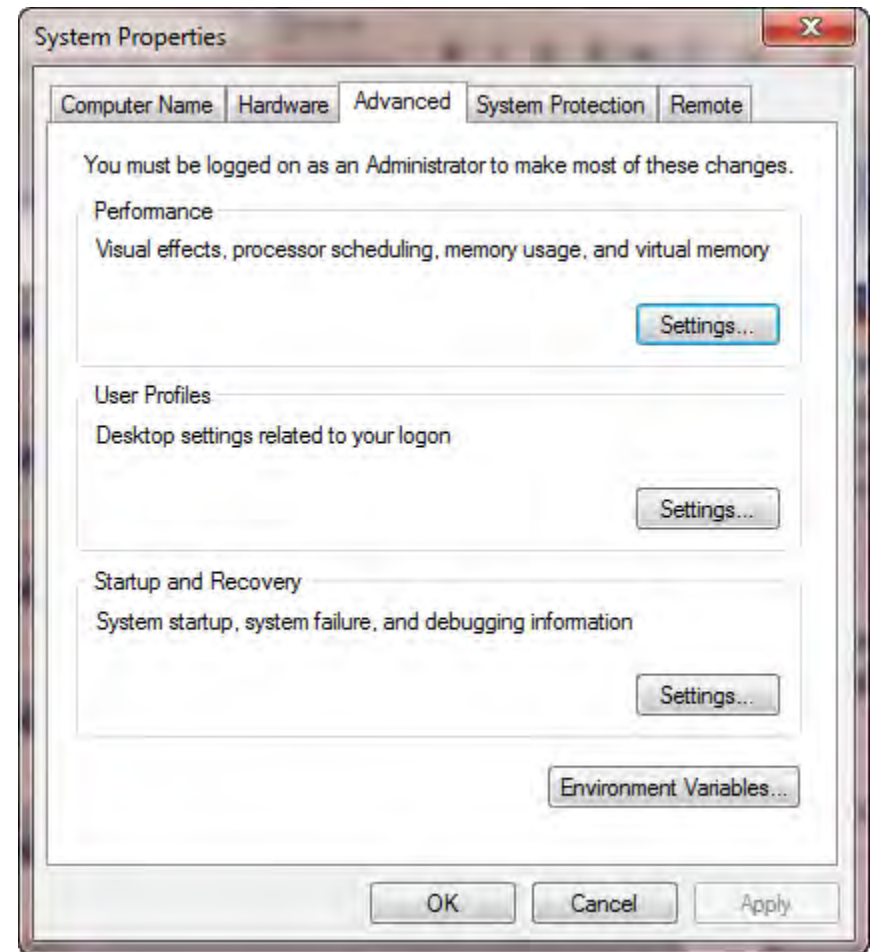 System Properties
Computer Name Hardware Advanced System Protection Remote
You must be logged on as an Administrator to make most of these changes.
Performance
Visual effects, processor scheduling, memory usage, and virtual memory
Settings...
User Profiles
Desktop settings related to your logon
Settings...
Startup and Recovery
System startup, system failure, and debugging information
Settings...
Environment Variables...
OK Cancel Apply